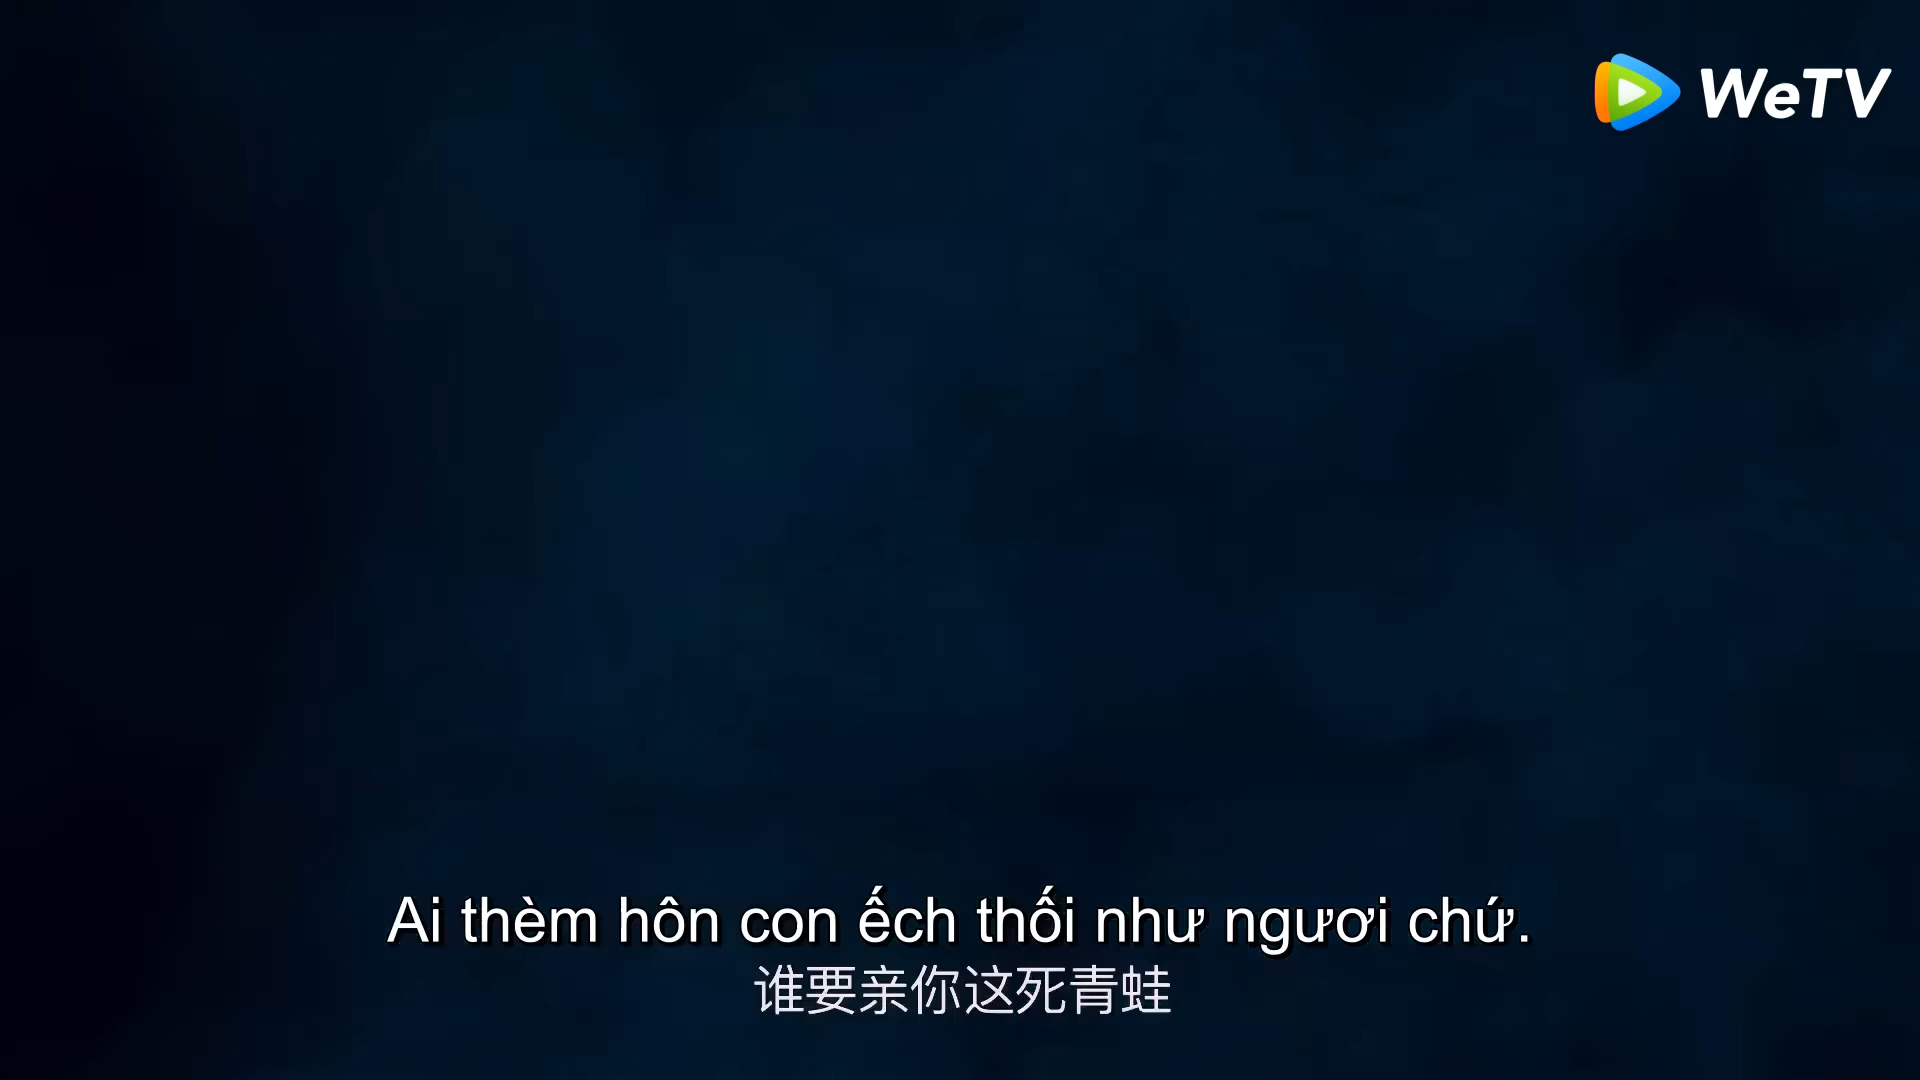 WeTV
Ai thèm hôn con ếch thối như ngươi chứ.
谁要亲你这死青蛙